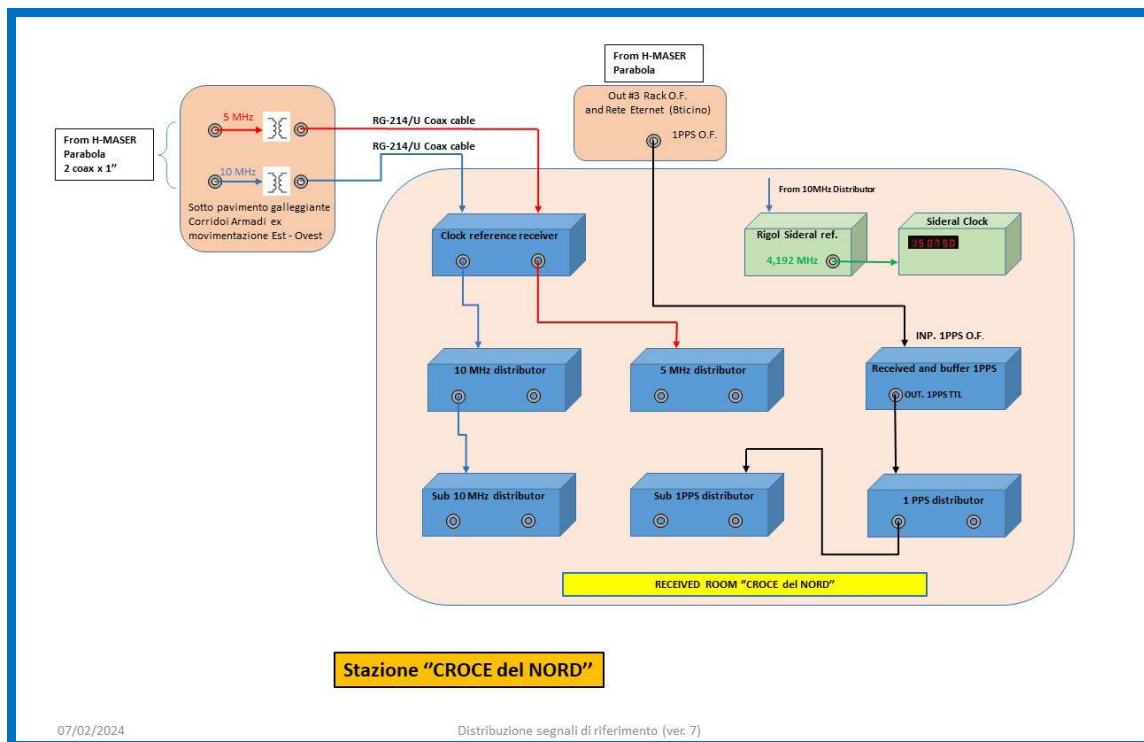 From H-MASER
Parabola
Out #3 Rack O.F.
and Rete Eternet (Bticino)
1PPS O.F.
From H-MASER
Parabola
2 coax x 1"
5 MHz
10 MHz
Sotto pavimento galleggiante
Corridoi Armadi ex
movimentazione Est - Ovest
RG-214/U Coax cable
RG-214/U Coax cable
From 10MHz Distributor
Clock reference receiver
Rigol Sideral ref.
4,192 MHz
Sideral Clock
INP. 1PPS O.F.
10 MHz distributor
5 MHz distributor
Received and buffer 1PPS
OUT. 1PPS TTL
Sub 10 MHz distributor
Sub 1PPS distributor
1 PPS distributor
RECEIVED ROOM "CROCE del NORD"
Stazione "CROCE del NORD"
07/02/2024
Distribuzione segnali di riferimento (ver. 7)